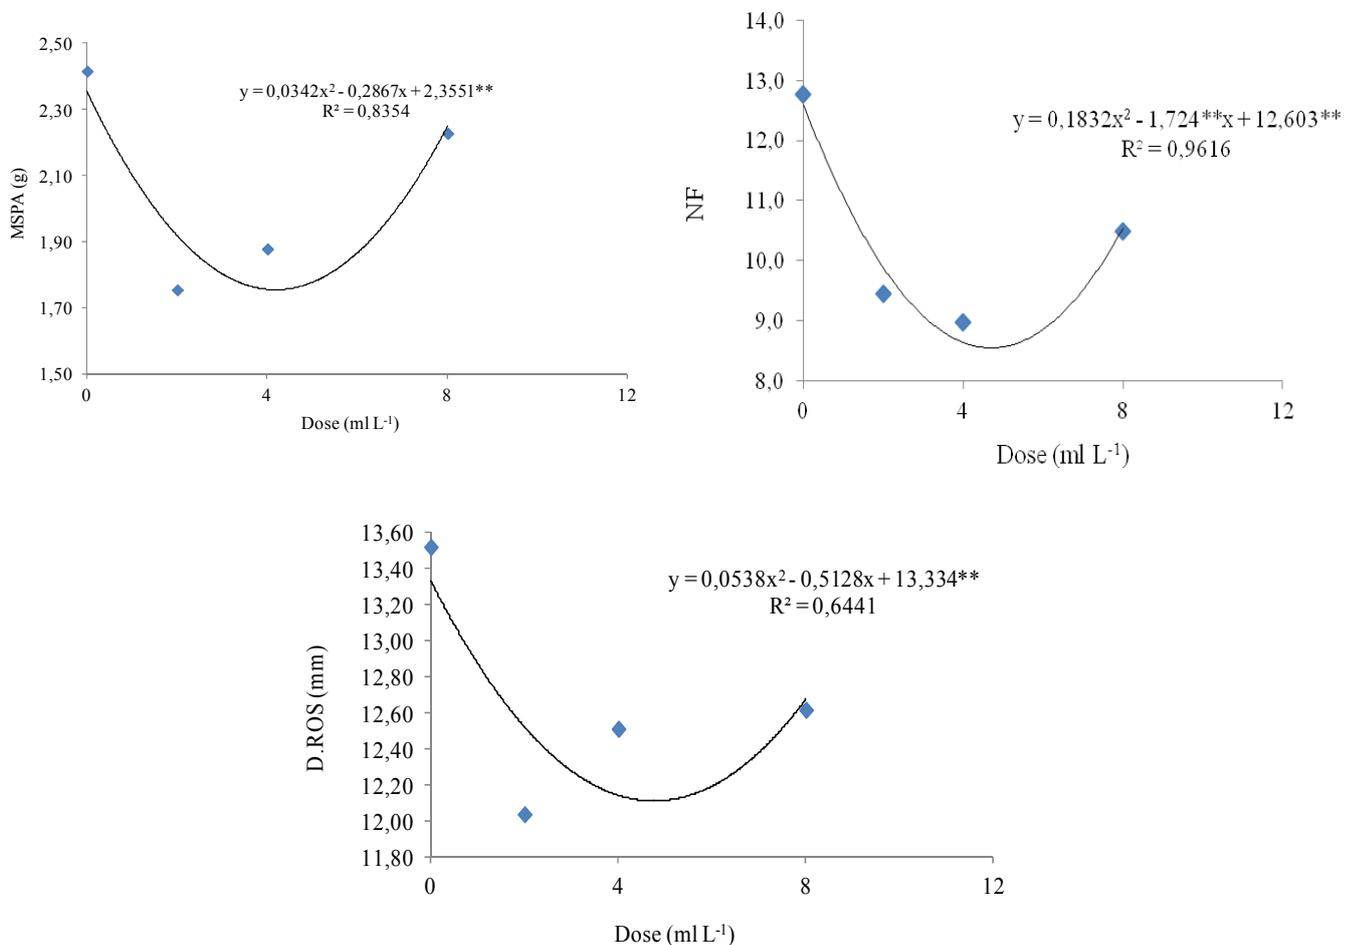 2,50
2,30
2,10
1,90
1,70
1,50
MSPA (g)
y = 0,0342x² - 0,2867x + 2,3551**
R² = 0,8354
0 4 8 12
Dose (ml L⁻¹)
14,0
13,0
12,0
11,0
10,0
9,0
8,0
NF
y = 0,1832x² - 1,724**x + 12,603**
R² = 0,9616
0 4 8 12
Dose (ml L⁻¹)
13,60
13,40
13,20
13,00
12,80
12,60
12,40
12,20
12,00
11,80
D.ROS (mm)
y = 0,0538x² - 0,5128x + 13,334**
R² = 0,6441
0 4 8 12
Dose (ml L⁻¹)